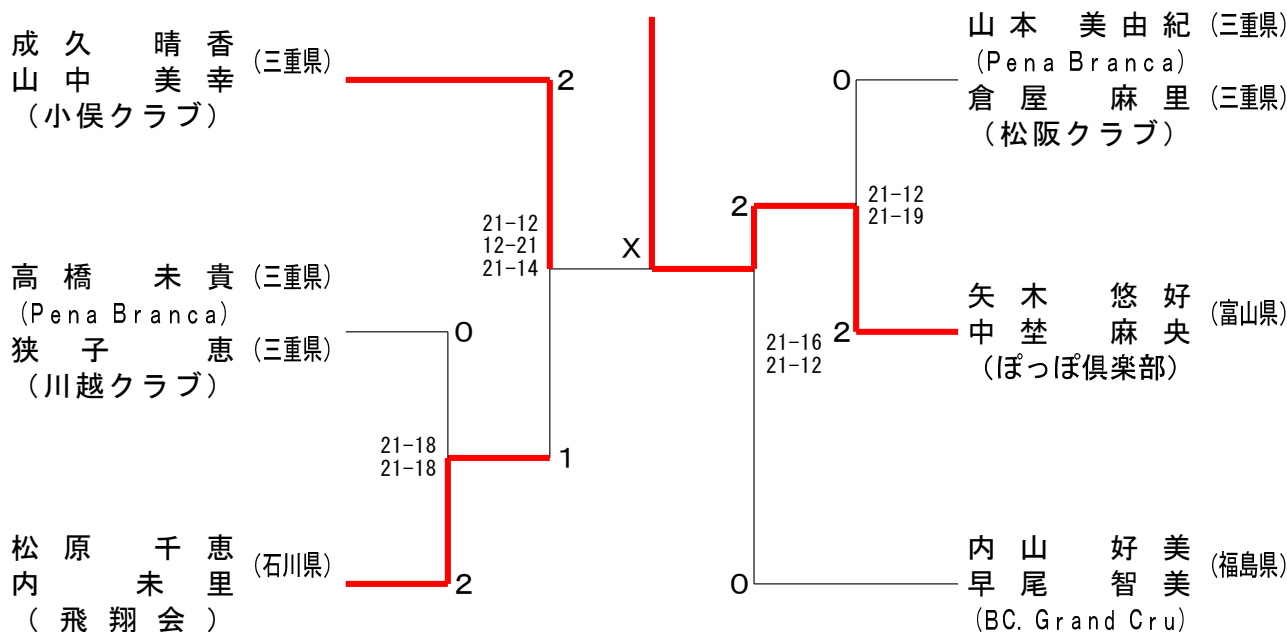 成久 晴香 (三重県)
山中 美幸
(小俣クラブ)
2
21-12
12-21
21-14
高橋 未貴 (三重県)
(Pena Branca)
狭子 恵 (三重県)
(川越クラブ)
0
21-18
21-18
1
松原 千恵 (石川県)
内 未里
(飛翔会)
2
X
山本 美由紀 (三重県)
(Pena Branca)
倉屋 麻里 (三重県)
(松阪クラブ)
0
2
21-12
21-19
矢木 悠好 (富山県)
中埜 麻央
(ぽっぽ倶楽部)
2
21-16
21-12
内山 好美 (福島県)
早尾 智美
(BC. Grand Cru)
0